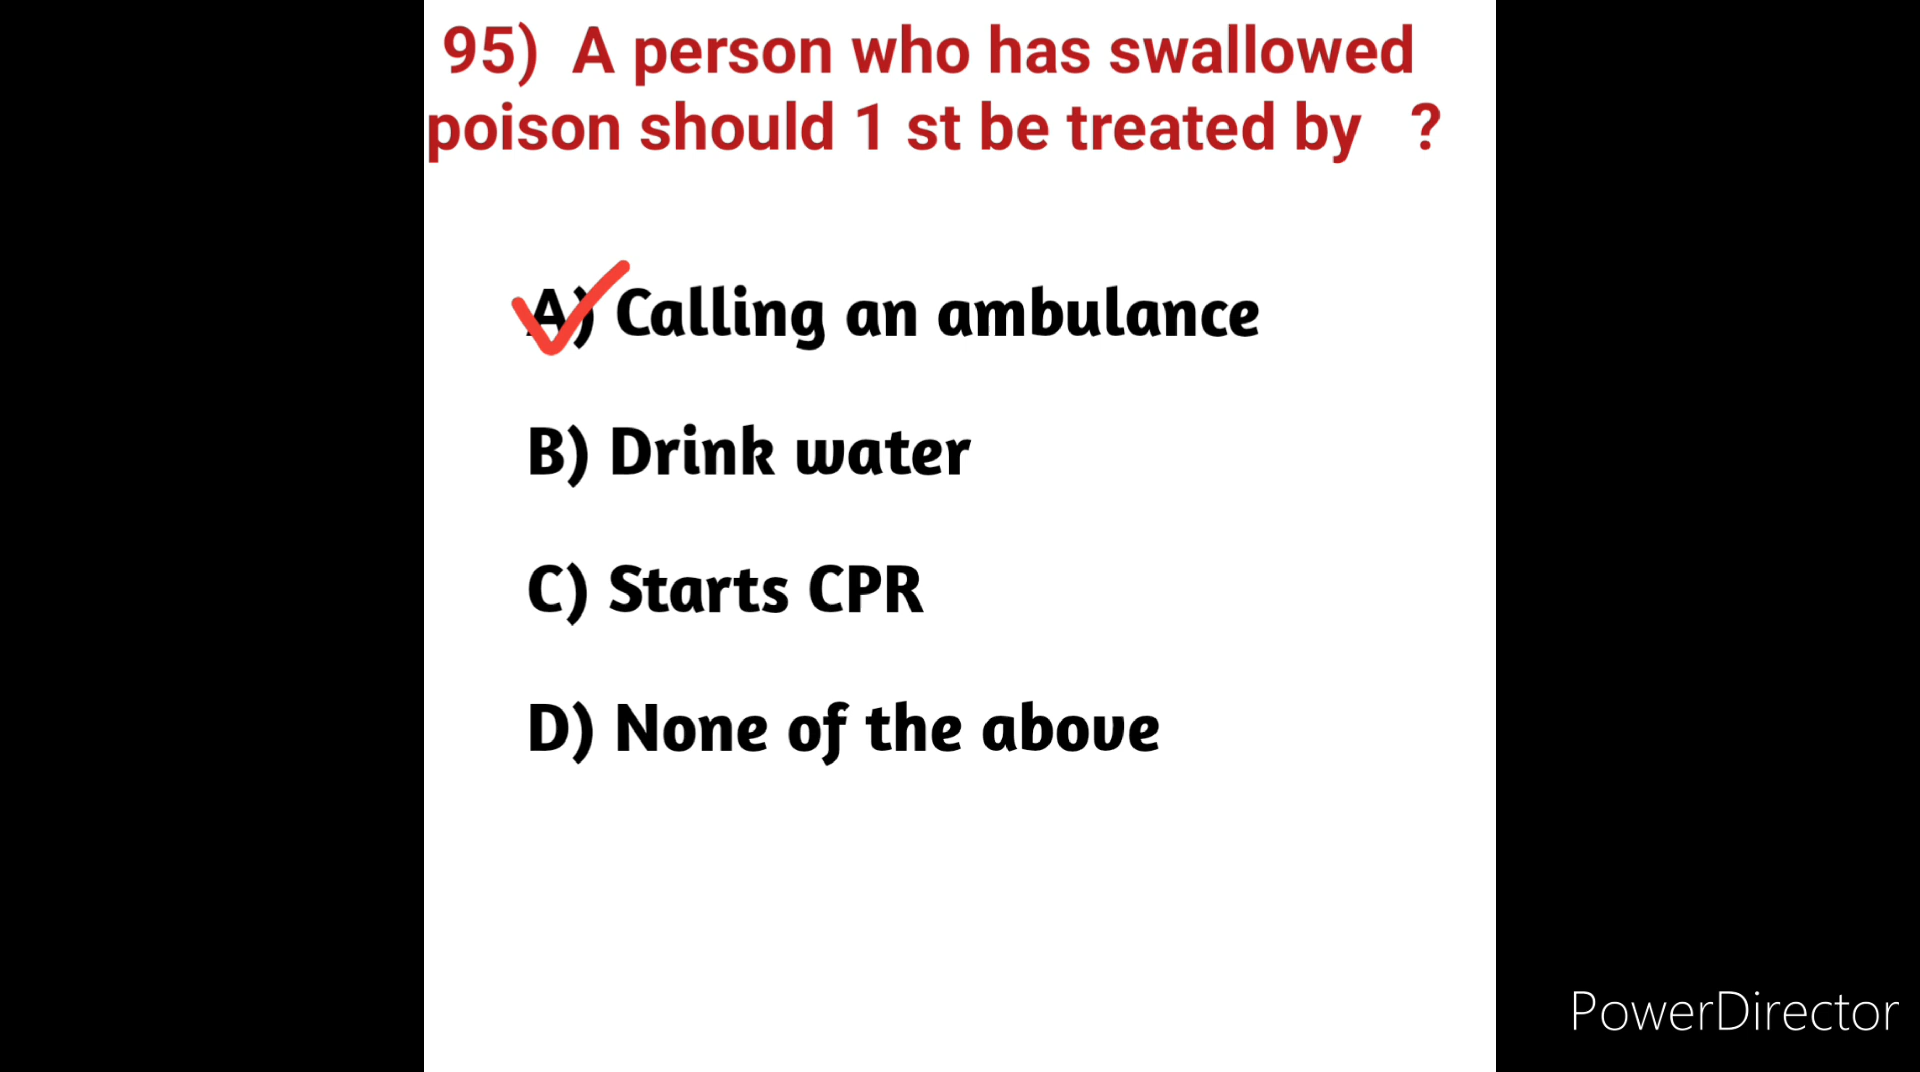 95) A person who has swallowed
poison should 1 st be treated by ?
A) Calling an ambulance
B) Drink water
C) Starts CPR
D) None of the above
PowerDirector